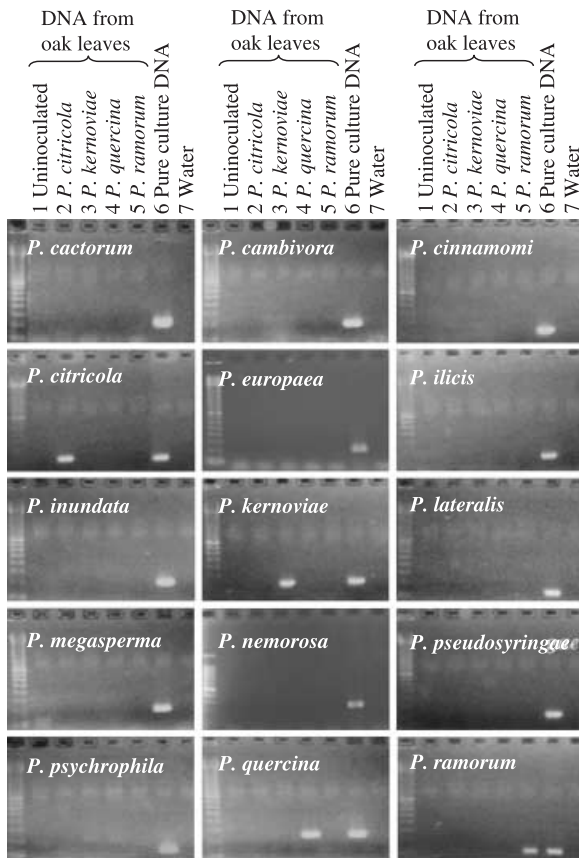 DNA from
oak leaves
DNA from
oak leaves
DNA from
oak leaves
1 Uninoculated
2 P. citricola
3 P. kernoviae
4 P. quercina
5 P. ramorum
6 Pure culture DNA
7 Water
1 Uninoculated
2 P. citricola
3 P. kernoviae
4 P. quercina
5 P. ramorum
6 Pure culture DNA
7 Water
1 Uninoculated
2 P. citricola
3 P. kernoviae
4 P. quercina
5 P. ramorum
6 Pure culture DNA
7 Water
P. cactorum
P. cambivora
P. cinnamomi
P. citricola
P. europaea
P. ilicis
P. inundata
P. kernoviae
P. lateralis
P. megasperma
P. nemorosa
P. pseudosyringae
P. psychrophila
P. quercina
P. ramorum